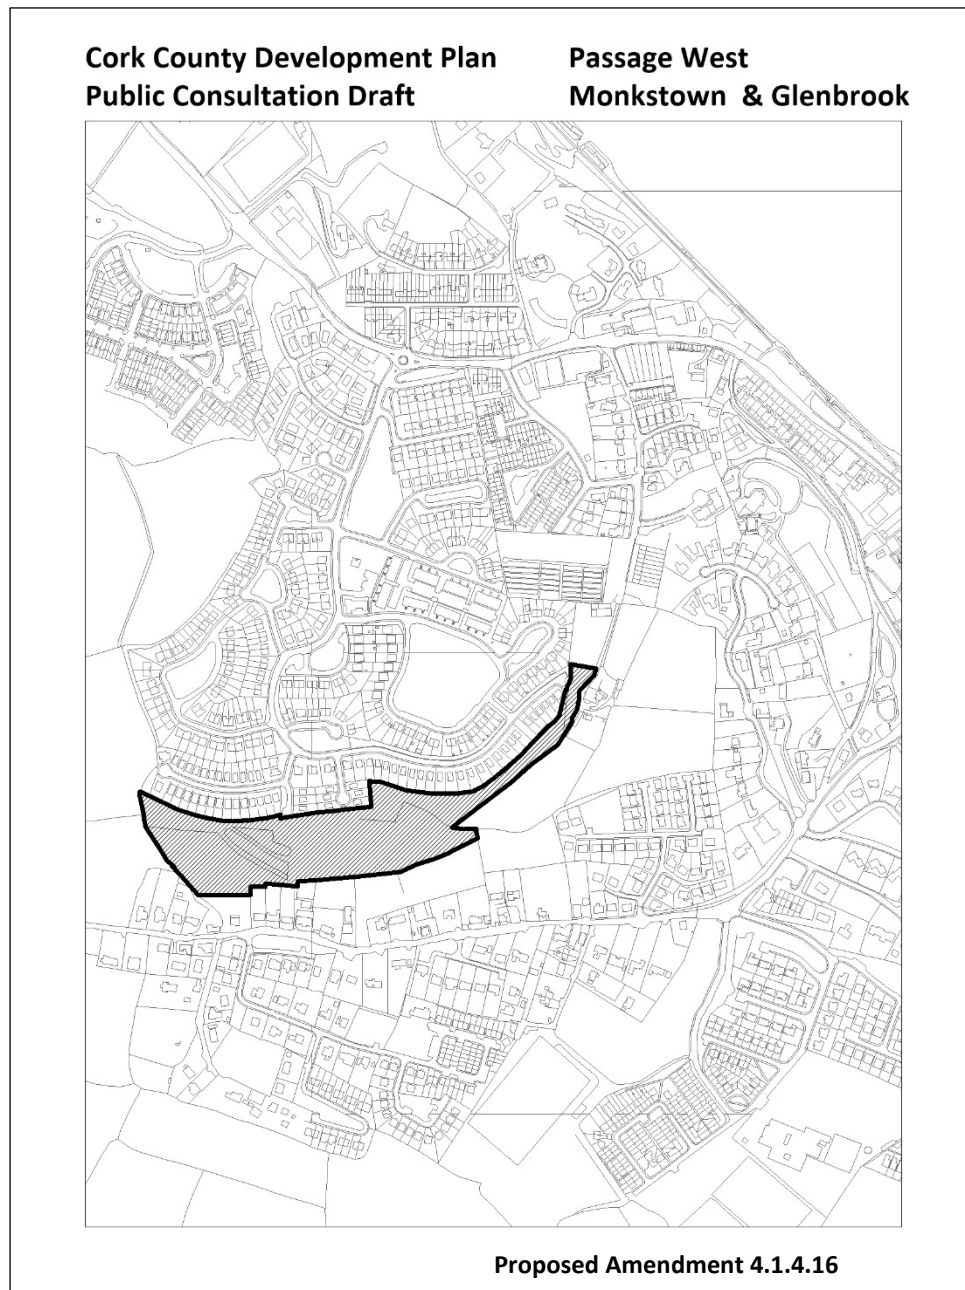 Cork County Development Plan
Public Consultation Draft
Passage West
Monkstown & Glenbrook
Proposed Amendment 4.1.4.16